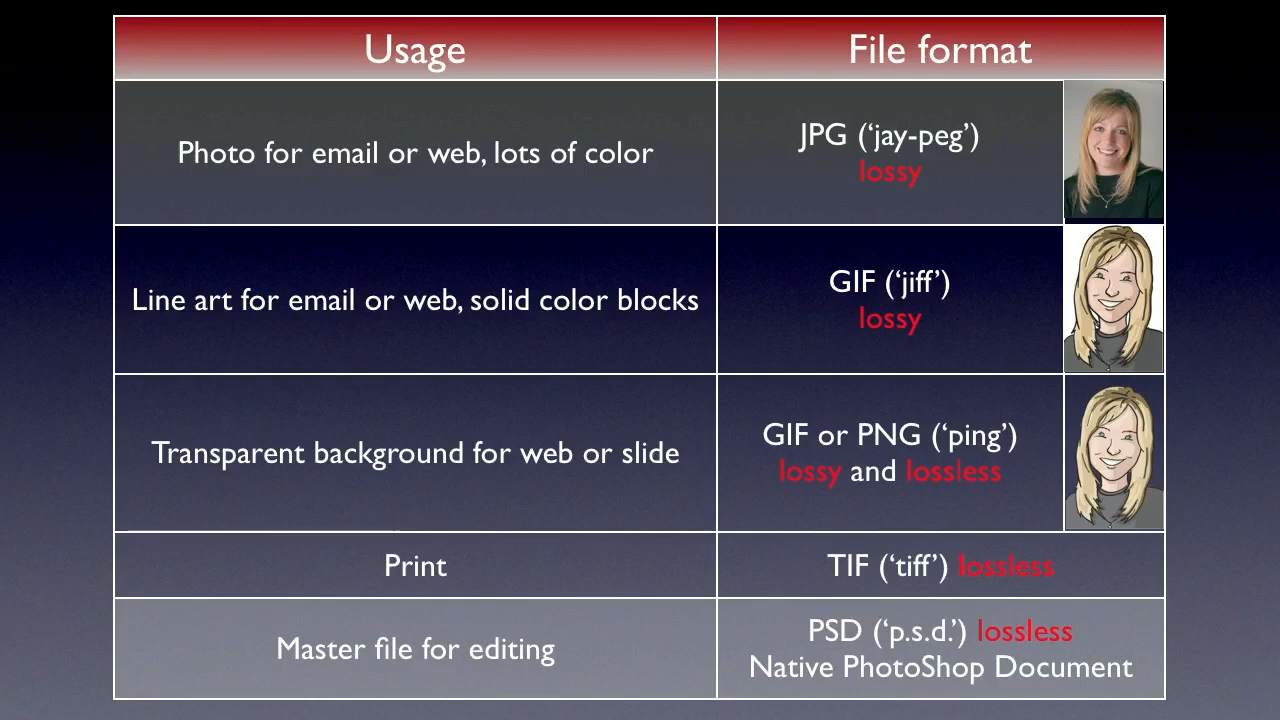 Usage
File format
Photo for email or web, lots of color
JPG (‘jay-peg’)
lossy
Line art for email or web, solid color blocks
GIF (‘jiff’)
lossy
Transparent background for web or slide
GIF or PNG (‘ping’)
lossy and lossless
Print
TIF (‘tiff’) lossless
Master file for editing
PSD (‘p.s.d.’) lossless
Native PhotoShop Document